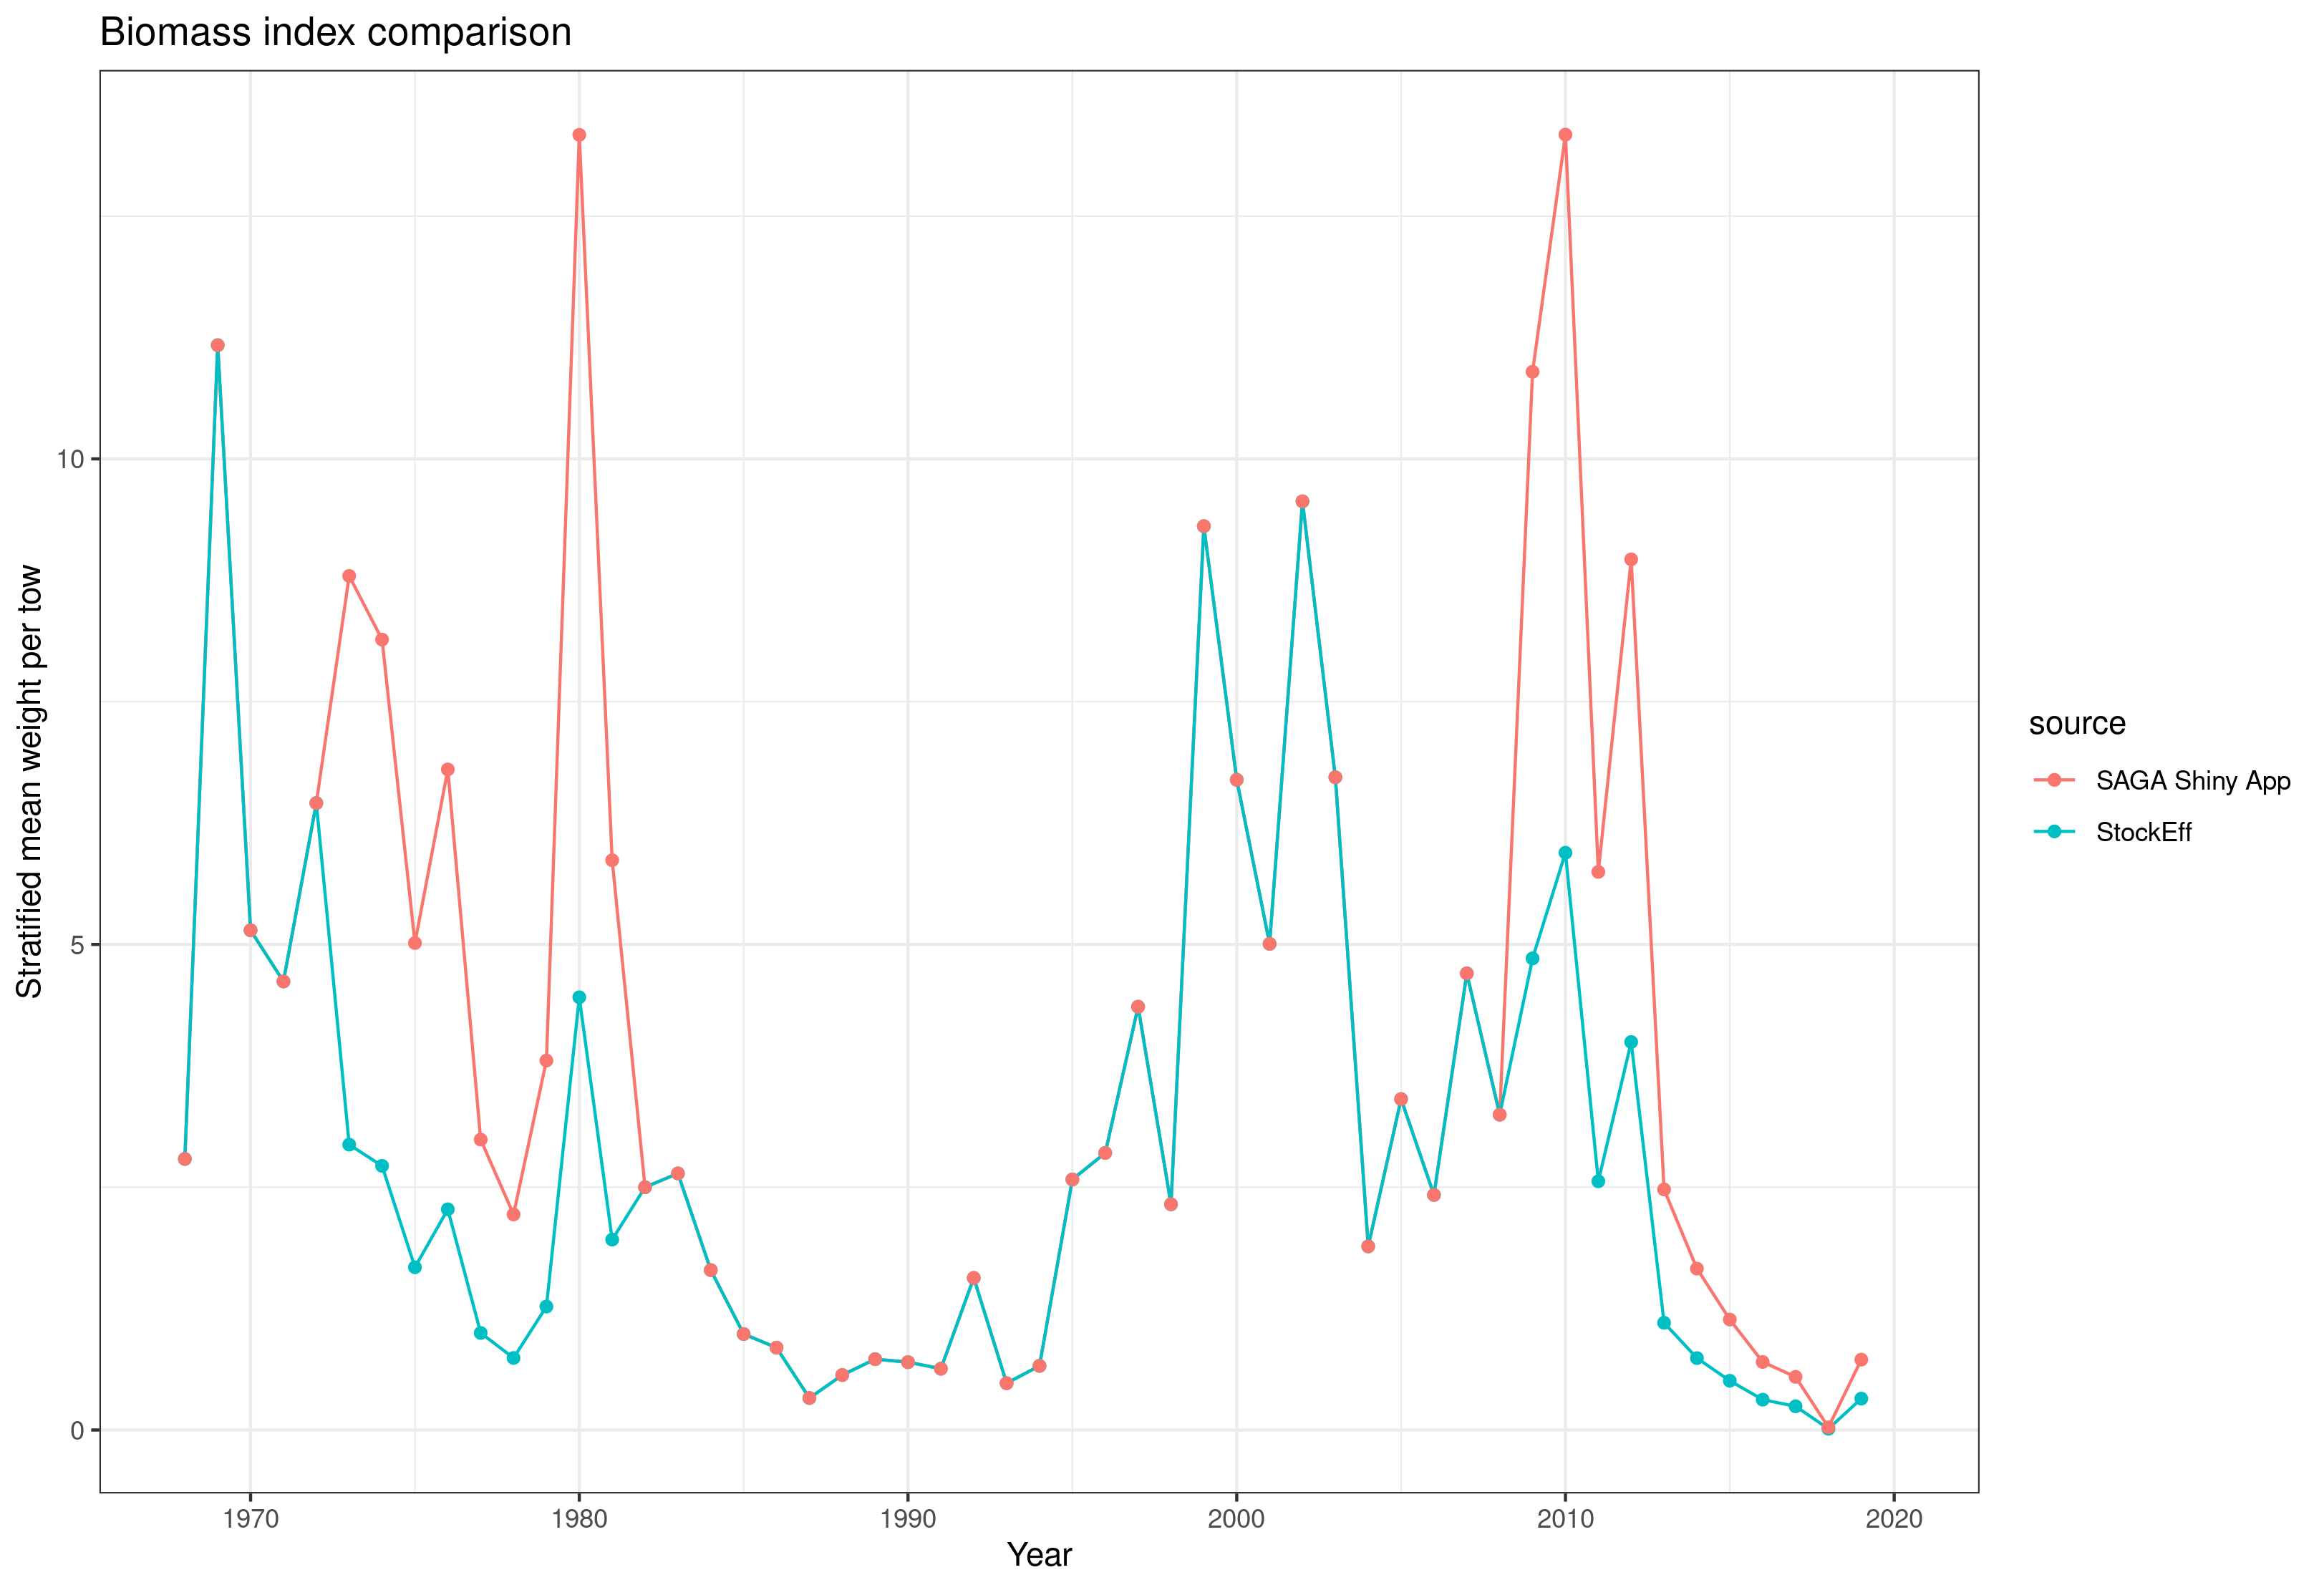 Biomass index comparison
Stratified mean weight per tow
10
5
0
1970
1980
1990
2000
2010
2020
Year
source
SAGA Shiny App
StockEff